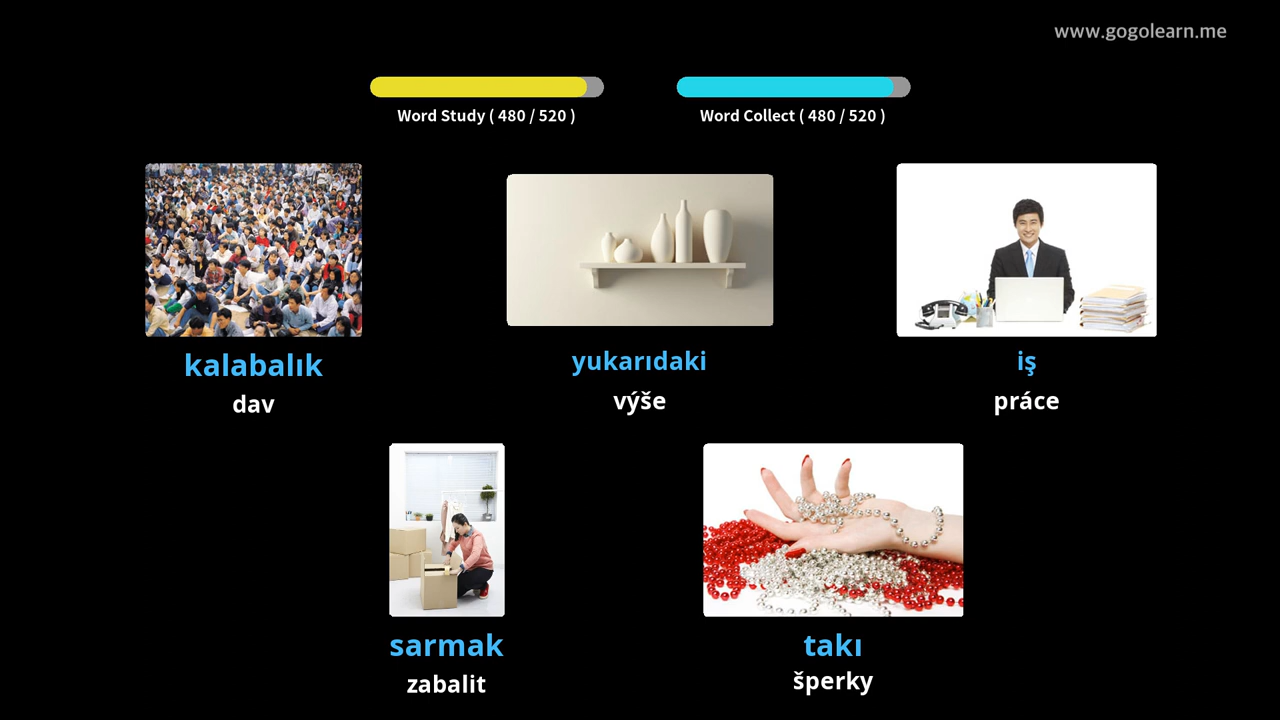 www.gogolearn.me
Word Study ( 480 / 520 )
Word Collect ( 480 / 520 )
kalabalık
dav
yukarıdaki
výše
iş
práce
sarmak
zabalit
takı
šperky